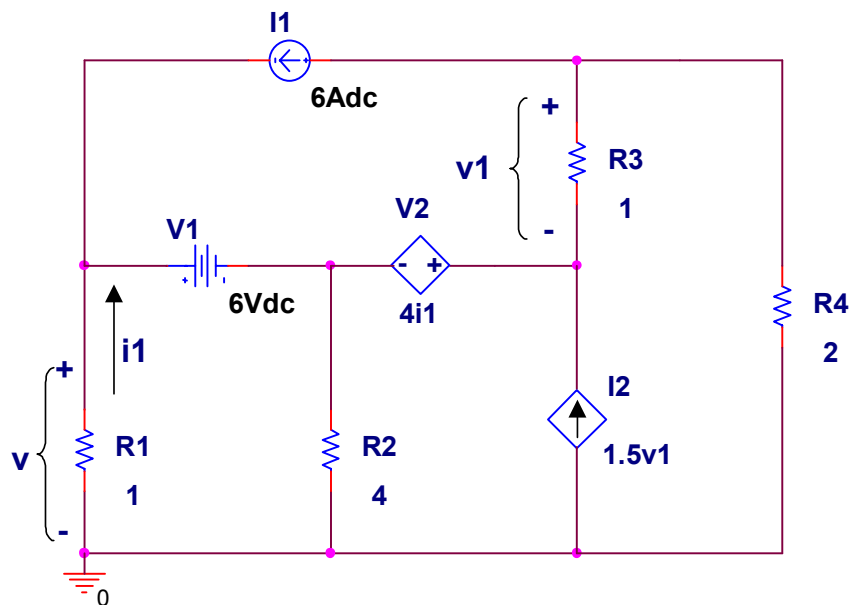 I1
6Adc
+
v1
-
R3
1
V2
- +
4i1
V1
+ -
6Vdc
i1
R4
2
+
v
-
R1
1
R2
4
I2
1.5v1
- +
0